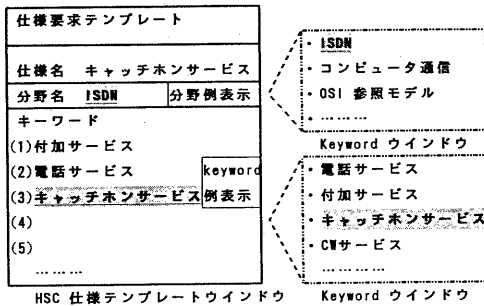 仕様要求テンプレート
仕様名 キャッチホンサービス
分野名 ISDN 分野例表示
キーワード
(1)付加サービス
(2)電話サービス keyword
(3)キャッチホンサービス 例表示
(4)
(5)
………
HSC 仕様テンプレートウインドウ
・ISDN
・コンピュータ通信
・OSI 参照モデル
・………
Keyword ウインドウ
・電話サービス
・付加サービス
・キャッチホンサービス
・CWサービス
………
Keyword ウインドウ